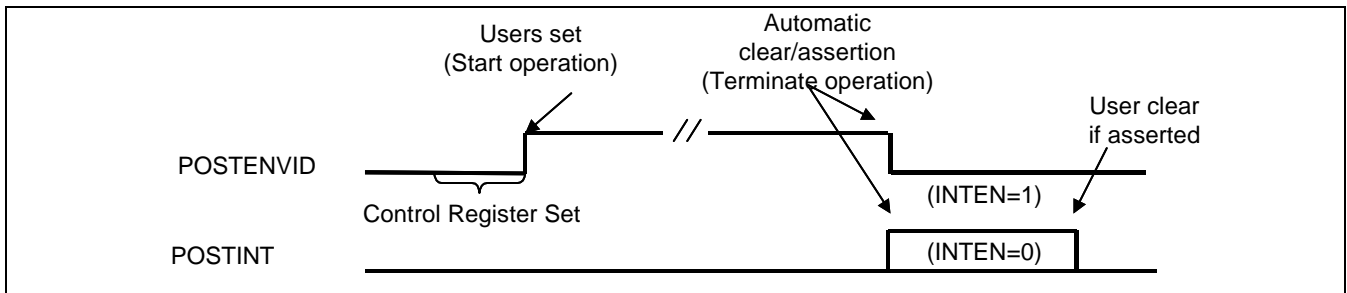 Users set
(Start operation)
Automatic
clear/assertion
(Terminate operation)
User clear
if asserted
POSTENVID
Control Register Set
(INTEN=1)
POSTINT
(INTEN=0)